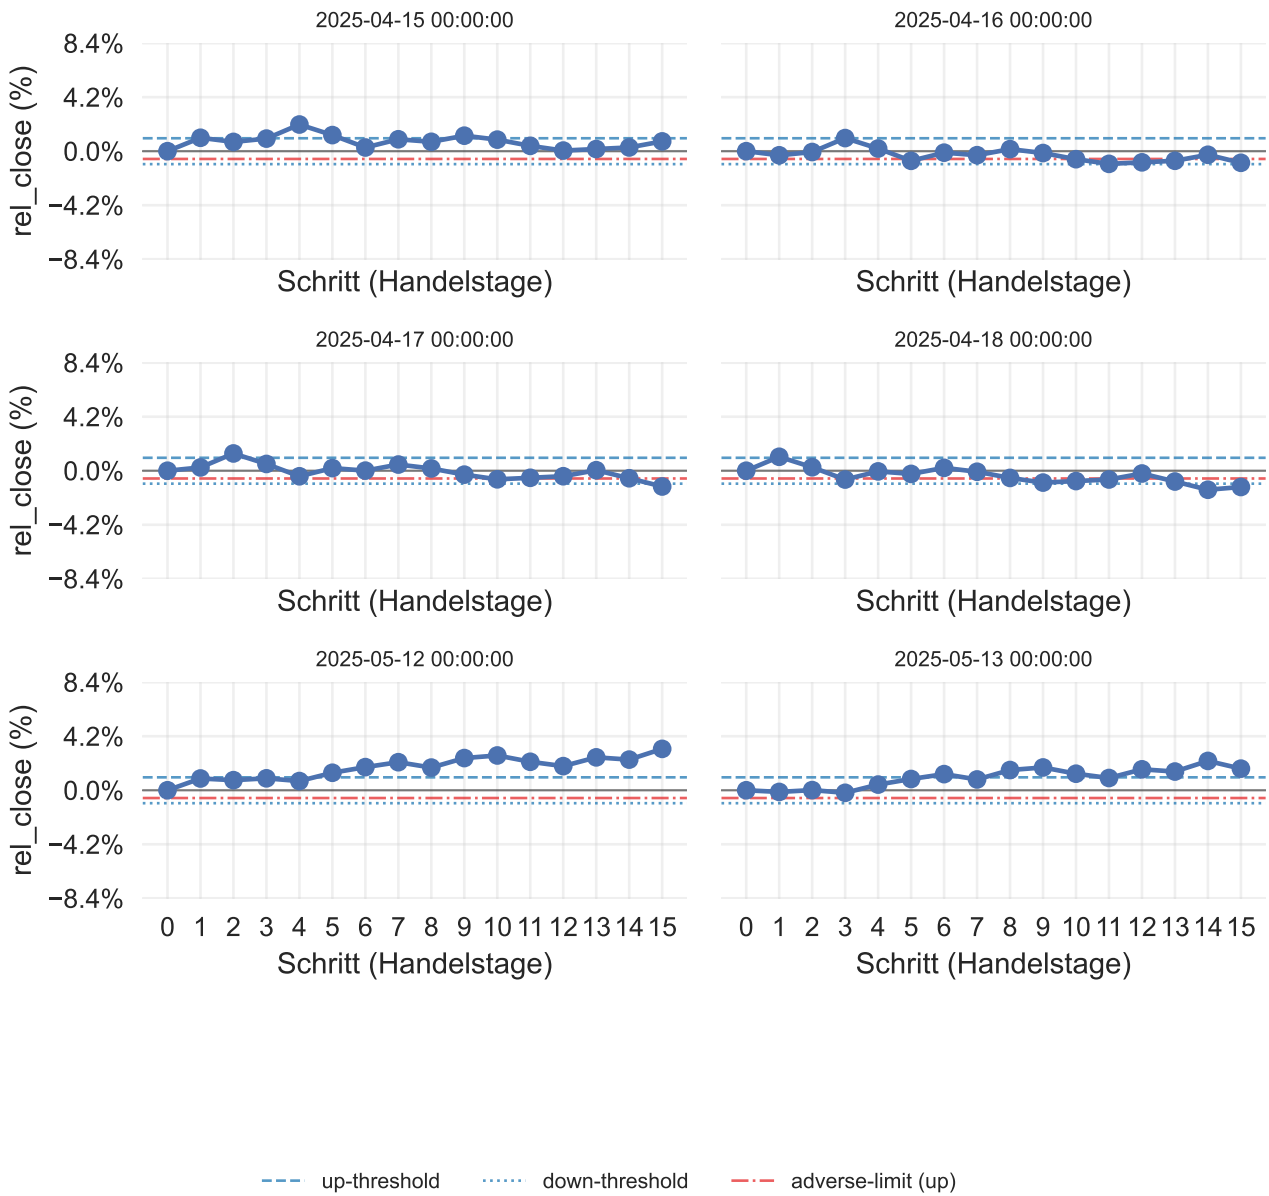 2025-04-15 00:00:00
2025-04-16 00:00:00
8.4%
4.2%
0.0%
−4.2%
−8.4%
rel_close (%)
Schritt (Handelstage)
Schritt (Handelstage)
2025-04-17 00:00:00
2025-04-18 00:00:00
8.4%
4.2%
0.0%
−4.2%
−8.4%
rel_close (%)
Schritt (Handelstage)
Schritt (Handelstage)
2025-05-12 00:00:00
2025-05-13 00:00:00
8.4%
4.2%
0.0%
−4.2%
−8.4%
rel_close (%)
0 1 2 3 4 5 6 7 8 9 10 11 12 13 14 15
0 1 2 3 4 5 6 7 8 9 10 11 12 13 14 15
Schritt (Handelstage)
Schritt (Handelstage)
up-threshold
down-threshold
adverse-limit (up)